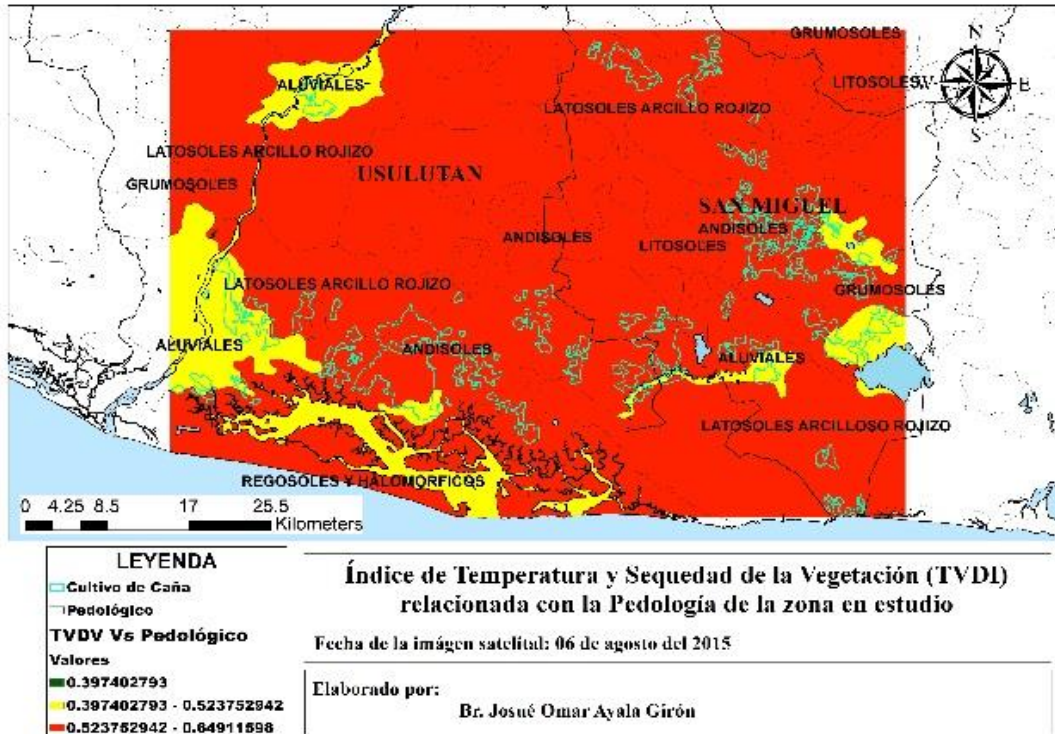 GRUMOSOLES
N
ALUVIALES
LITOSOLES
E
LATOSOLES ARCILLO ROJIZO
S
LATOSOLES ARCILLO ROJIZO
USULUTAN
GRUMOSOLES
SAN MIGUEL
ANDISOLES
ANDISOLES
LITOSOLES
LATOSOLES ARCILLO ROJIZO
GRUMOSOLES
ALUVIALES
ANDISOLES
ALUVIALES
LATOSOLES ARCILLOSO ROJIZO
REGOSOLES Y HALOMORFICOS
0 4.25 8.5 17 25.5
Kilometers
LEYENDA
Cultivo de Caña
Pedológico
TVDV Vs Pedológico
Valores
0.397402793
0.397402793 - 0.523752942
0.523752942 - 0.64911598
Índice de Temperatura y Sequedad de la Vegetación (TVDI)
relacionada con la Pedología de la zona en estudio
Fecha de la imágen satelital: 06 de agosto del 2015
Elaborado por:
Br. Josué Omar Ayala Girón